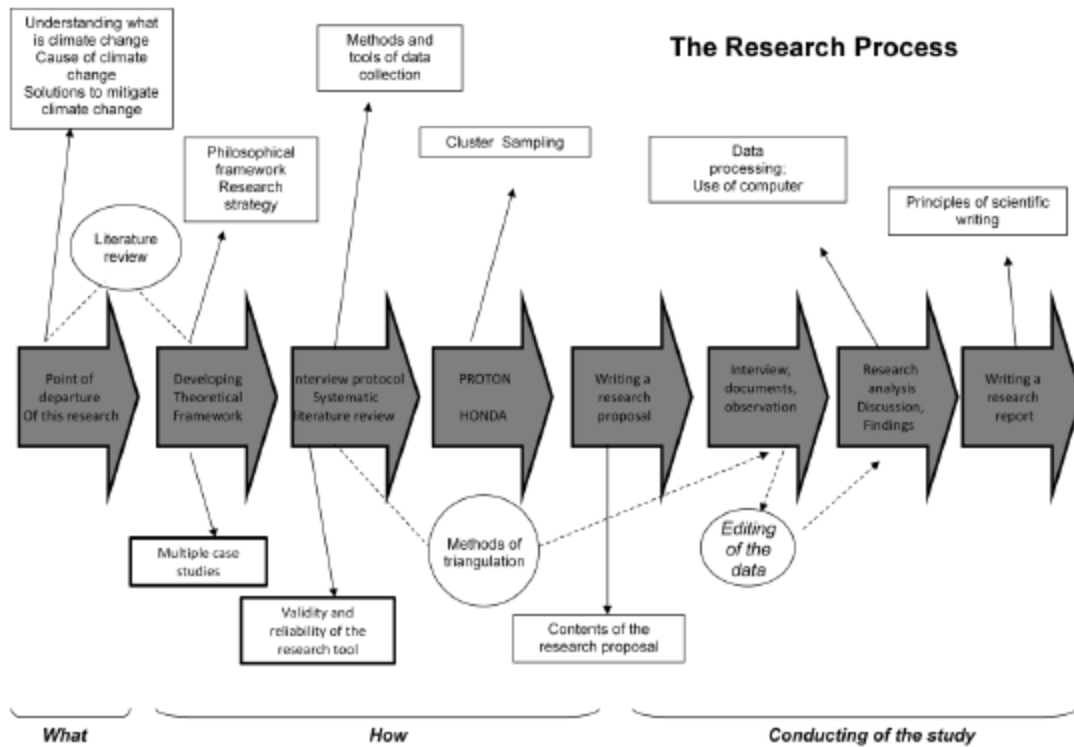 The Research Process
Understanding what
is climate change
Cause of climate
change
Solutions to mitigate
climate change
Methods and
tools of data
collection
Philosophical
framework
Research
strategy
Cluster Sampling
Data
processing;
Use of computer
Principles of scientific
writing
Literature
review
Point of
departure
Of this research
Developing
Theoretical
Framework
nterview protocol
Systematic
literature review
PROTON
HONDA
Writing a
research
proposal
Interview,
documents,
observation
Research
analysis
Discussion,
Findings
Writing a
research
report
Multiple case
studies
Validity and
reliability of the
research tool
Methods of
triangulation
Contents of the
research proposal
Editing
of the
data
What
How
Conducting of the study